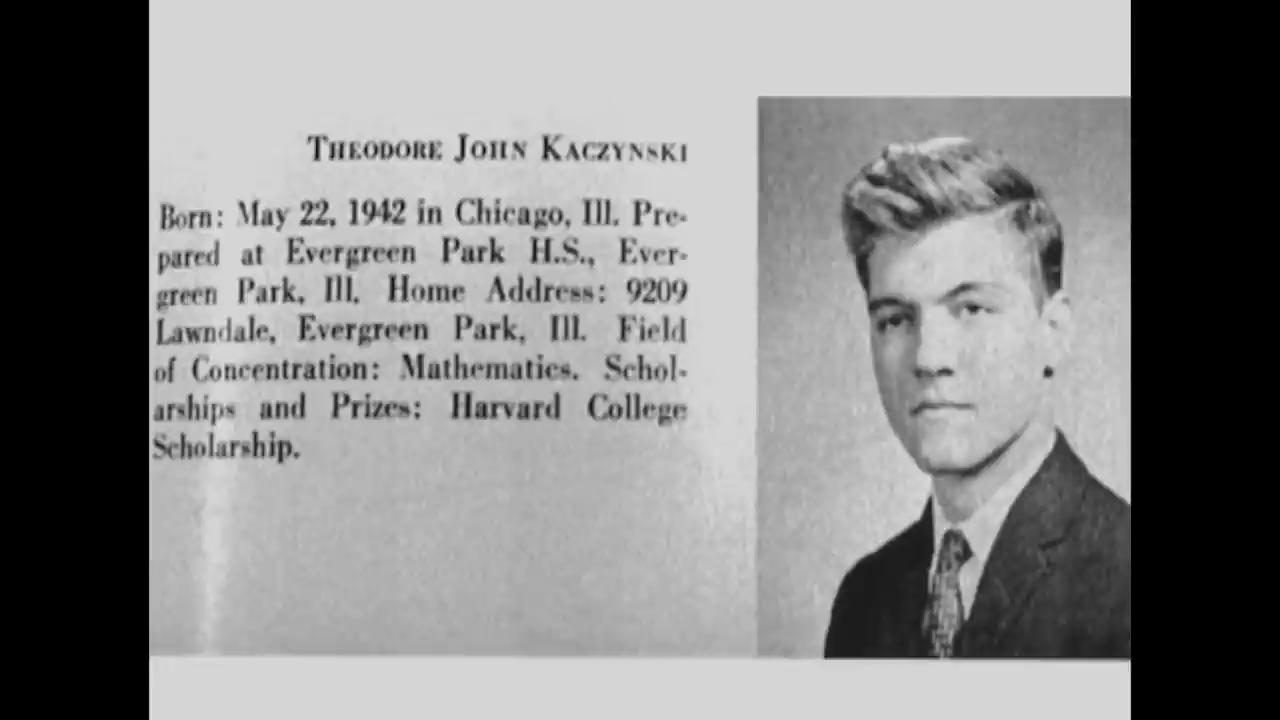 THEODORE JOHN KACZYNSKI
Born: May 22, 1942 in Chicago, Ill. Pre-
pared at Evergreen Park H.S., Ever-
green Park, Ill. Home Address: 9209
Lawndale, Evergreen Park, Ill. Field
of Concentration: Mathematics. Schol-
arships and Prizes: Harvard College
Scholarship.